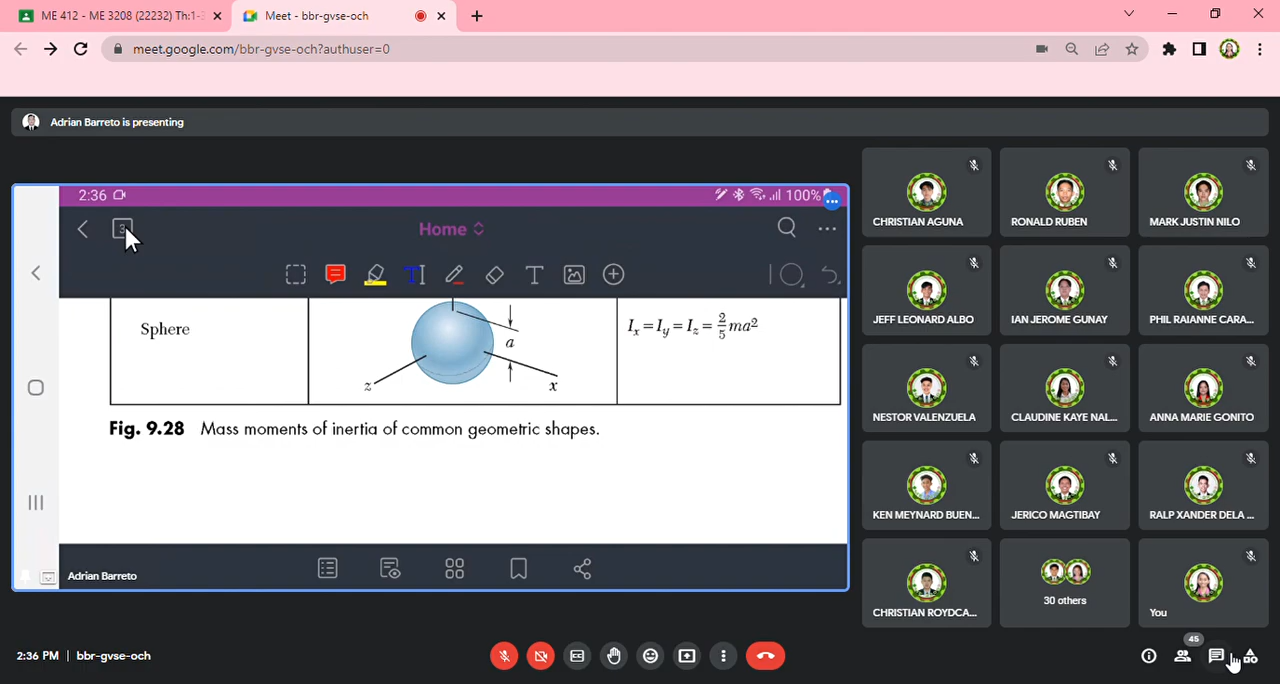 ME 412 - ME 3208 (22232) Th:1-3
Meet - bbr-gvse-och
meet.google.com/bbr-gvse-och?authuser=0
Adrian Barreto is presenting
2:36
100%
3
Home
T
Sphere
a
z
x
I_x = I_y = I_z = 2/5 ma²
Fig. 9.28 Mass moments of inertia of common geometric shapes.
Adrian Barreto
CHRISTIAN AGUNA
RONALD RUBEN
MARK JUSTIN NILO
JEFF LEONARD ALBO
IAN JEROME GUNAY
PHIL RAIANNE CARA...
NESTOR VALENZUELA
CLAUDINE KAYE NAL...
ANNA MARIE GONITO
KEN MEYNARD BUEN...
JERICO MAGTIBAY
RALP XANDER DELA ...
CHRISTIAN ROYDCA...
30 others
You
2:36 PM | bbr-gvse-och
45